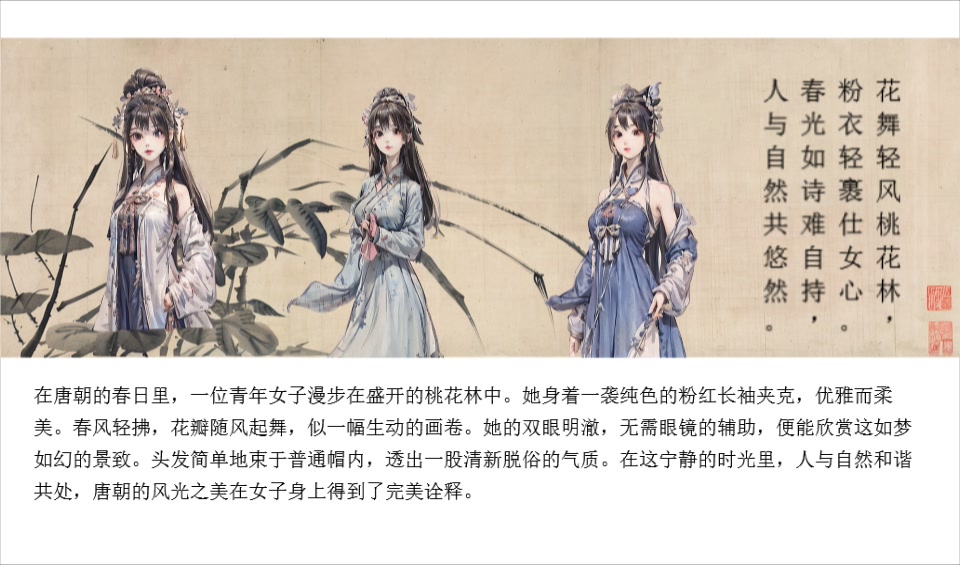 花舞轻风桃花林，
粉衣轻裹仕女心。
春光如诗难自持，
人与自然共悠然。
在唐朝的春日里，一位青年女子漫步在盛开的桃花林中。她身着一袭纯色的粉红长袖夹克，优雅而柔
美。春风轻拂，花瓣随风起舞，似一幅生动的画卷。她的双眼明澈，无需眼镜的辅助，便能欣赏这如梦
如幻的景致。头发简单地束于普通帽内，透出一股清新脱俗的气质。在这宁静的时光里，人与自然和谐
共处，唐朝的风光之美在女子身上得到了完美诠释。